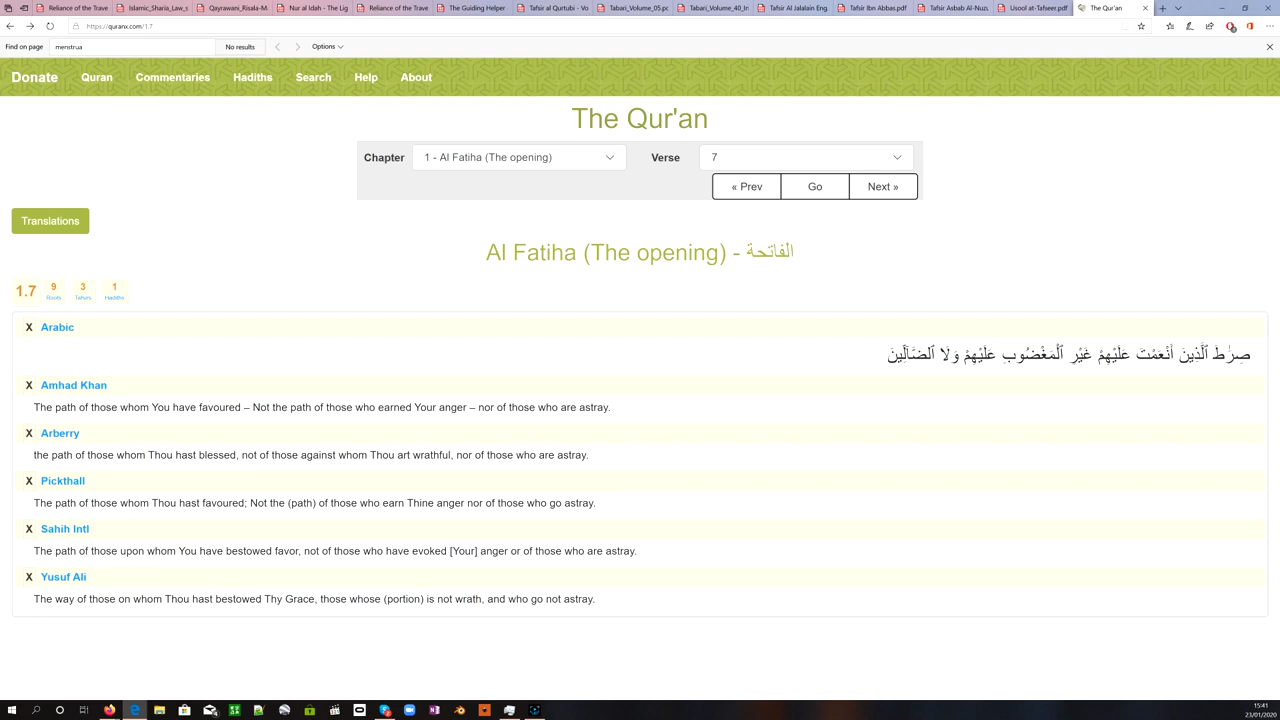 Reliance of the Trave
Islamic_Sharia_Law_s
Qayrawani_Risala-M
Nur al Idah - The Lig
Reliance of the Trave
The Guiding Helper
Tafsir al Qurtubi - Vo
Tabari_Volume_05.pc
Tabari_Volume_40_Ir
Tafsir Al Jalalain Eng.
Tafsir Ibn Abbas.pdf
Tafsir Asbab Al-Nuzu
Usool at-Tafseer.pdf
The Qur'an
https://quranx.com/1.7
Find on page
menstrua
No results
Options
Donate Quran Commentaries Hadiths Search Help About
The Qur'an
Chapter 1 - Al Fatiha (The opening) Verse 7
« Prev Go Next »
Translations
Al Fatiha (The opening) - الفاتحة
1.7 9 3 1
Roots Tafsirs Hadiths
X Arabic
صِرَٰطَ ٱلَّذِينَ أَنْعَمْتَ عَلَيْهِمْ غَيْرِ ٱلْمَغْضُوبِ عَلَيْهِمْ وَلَا ٱلضَّآلِّينَ
X Amhad Khan
The path of those whom You have favoured – Not the path of those who earned Your anger – nor of those who are astray.
X Arberry
the path of those whom Thou hast blessed, not of those against whom Thou art wrathful, nor of those who are astray.
X Pickthall
The path of those whom Thou hast favoured; Not the (path) of those who earn Thine anger nor of those who go astray.
X Sahih Intl
The path of those upon whom You have bestowed favor, not of those who have evoked [Your] anger or of those who are astray.
X Yusuf Ali
The way of those on whom Thou hast bestowed Thy Grace, those whose (portion) is not wrath, and who go not astray.
15:41
23/01/2020